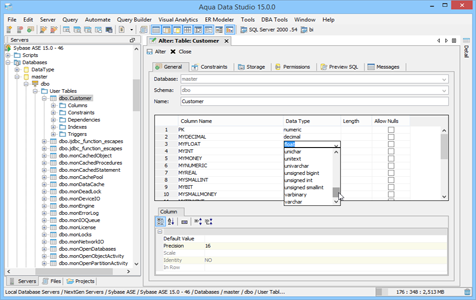 Aqua Data Studio 15.0.0
File Edit View Server Automate Query Builder Visual Analytics ER Modeler Tools DBA Tools Window Help
SQL Server 2000 .54 bi
Servers
Sybase ASE 15.0 - 46
Scripts
Databases
DataType
master
dbo
User Tables
dbo.Customer
Columns
Constraints
Dependencies
Indexes
Triggers
dbo.jdbc_function_escapes
dbo.jdbc_function_escapes
dbo.monCachedObject
dbo.monCachedProcedures
dbo.monCachedStatement
dbo.monCachePool
dbo.monDataCache
dbo.monDeadLock
dbo.monDeviceIO
dbo.monEngine
dbo.monErrorLog
dbo.monIOQueue
dbo.monLicense
dbo.monLocks
dbo.monNetworkIO
dbo.monOpenDatabases
dbo.monOpenObjectActivity
dbo.monOpenPartitionActivity
Servers Files Projects
Alter: Table: Customer
Alter Close
General Constraints Storage Permissions Preview SQL Messages
Database: master
Schema: dbo
Name: Customer
Column Name Data Type Length Allow Nulls
1 PK numeric
2 MYDECIMAL decimal
3 MYFLOAT float
4 MYINT unichar
5 MYMONEY unitext
6 MYNUMERIC univarchar
7 MYREAL unsigned bigint
8 MYSMALLINT unsigned int
9 MYBIT unsigned smallint
10 MYSMALLMONEY varbinary
varchar
Column
Default Value
Precision 16
Scale
Identity NO
In-Row
Detail
Local Database Servers / NextGen Servers / Sybase ASE 15.0 - 46 / Databases / master / dbo / User Tabl...
176 : 348 : 2,513 MB